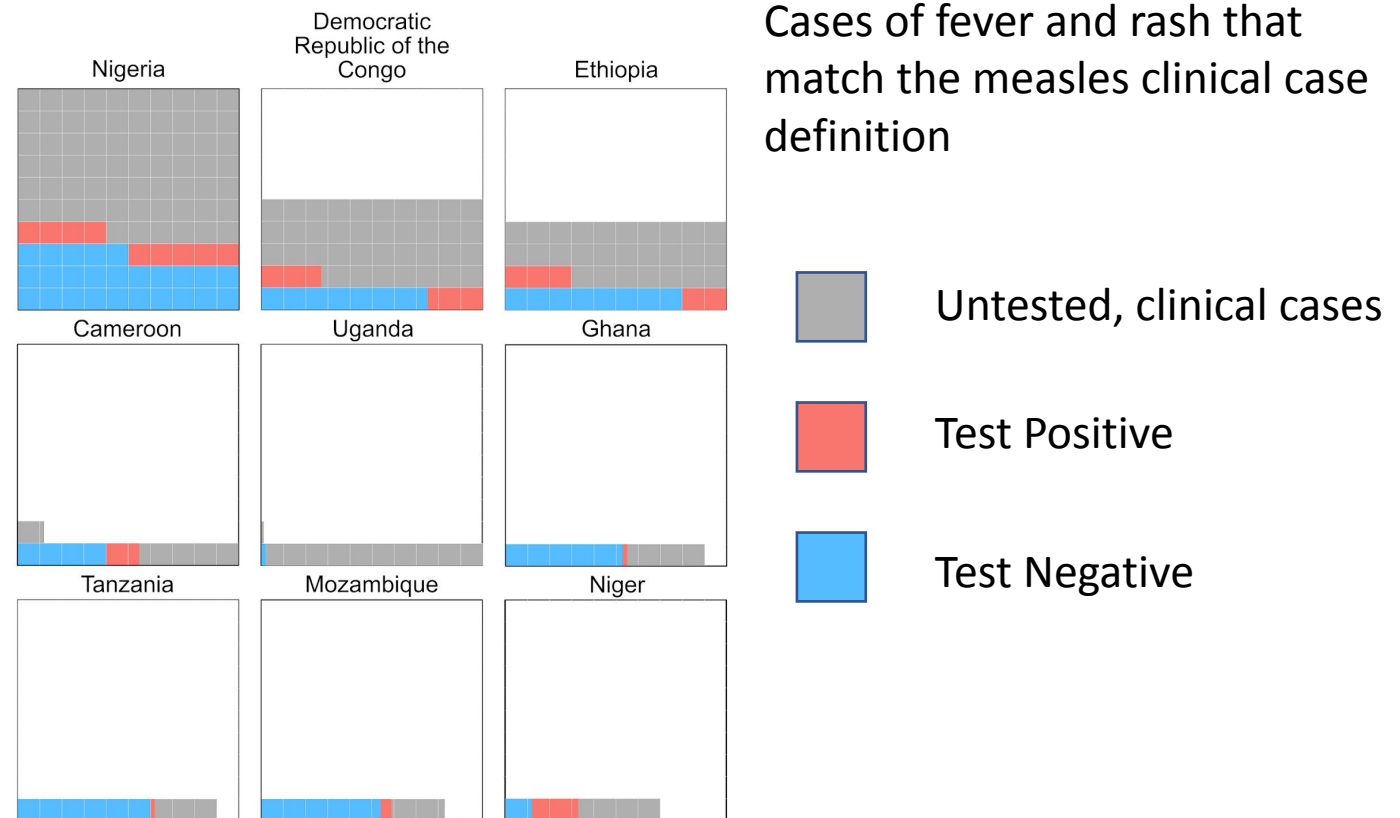 Nigeria
Democratic
Republic of the
Congo
Ethiopia
Cameroon
Uganda
Ghana
Tanzania
Mozambique
Niger
Cases of fever and rash that
match the measles clinical case
definition
Untested, clinical cases
Test Positive
Test Negative